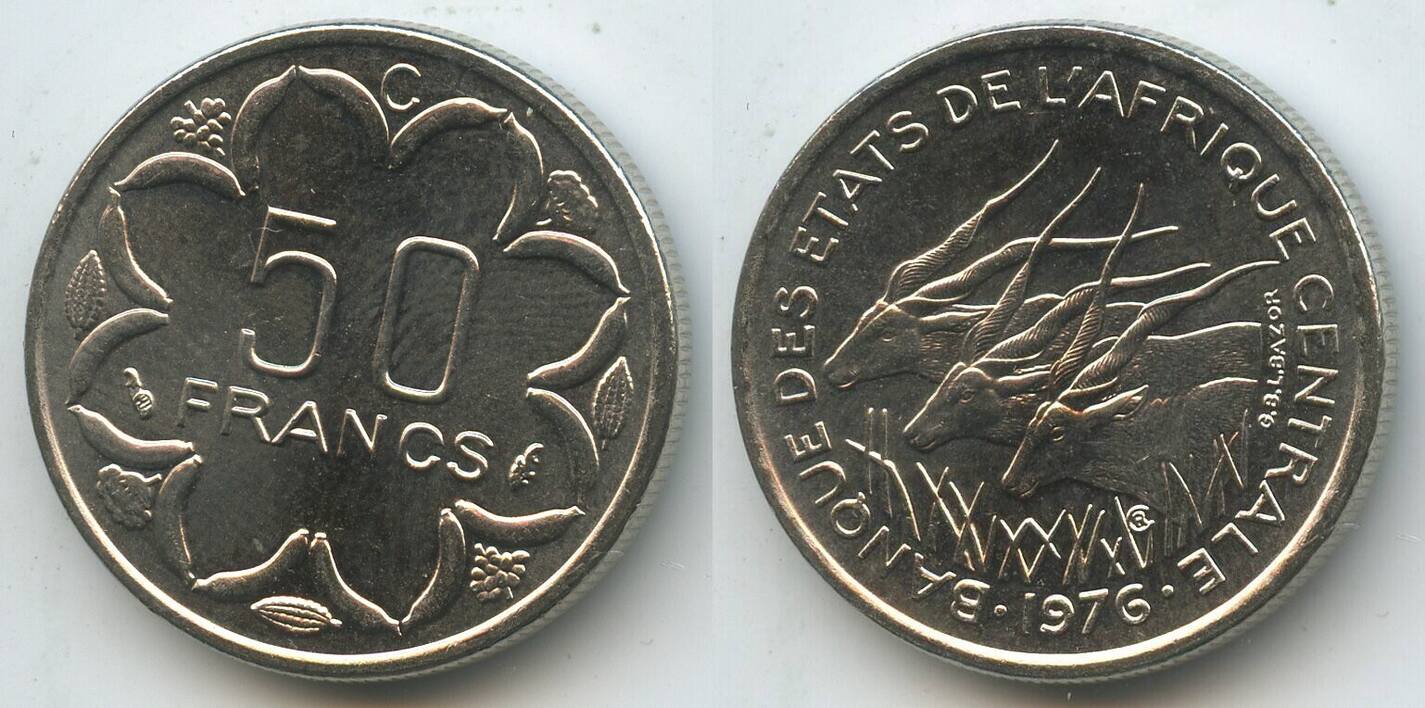 C
50
FRANCS
BANQUE DES ETATS DE L'AFRIQUE CENTRALE
G.B.L.BAZOR
· 1976 ·